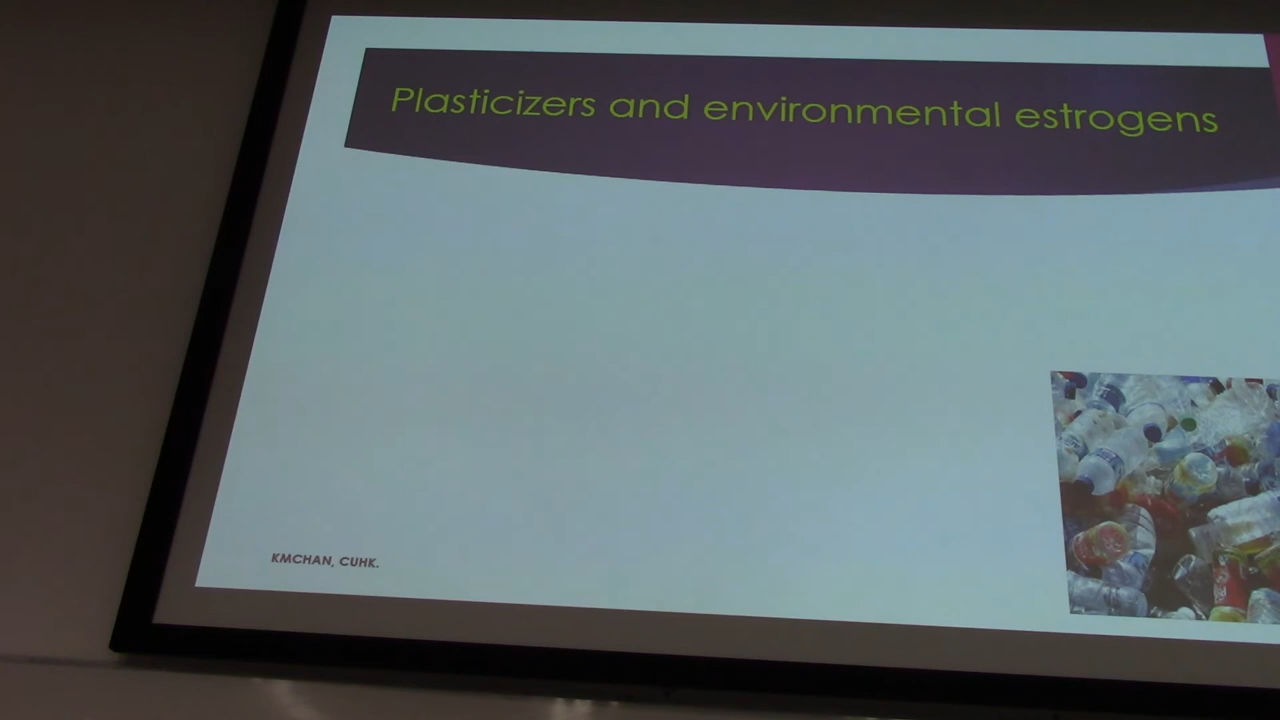 Plasticizers and environmental estrogens
KMCHAN, CUHK.